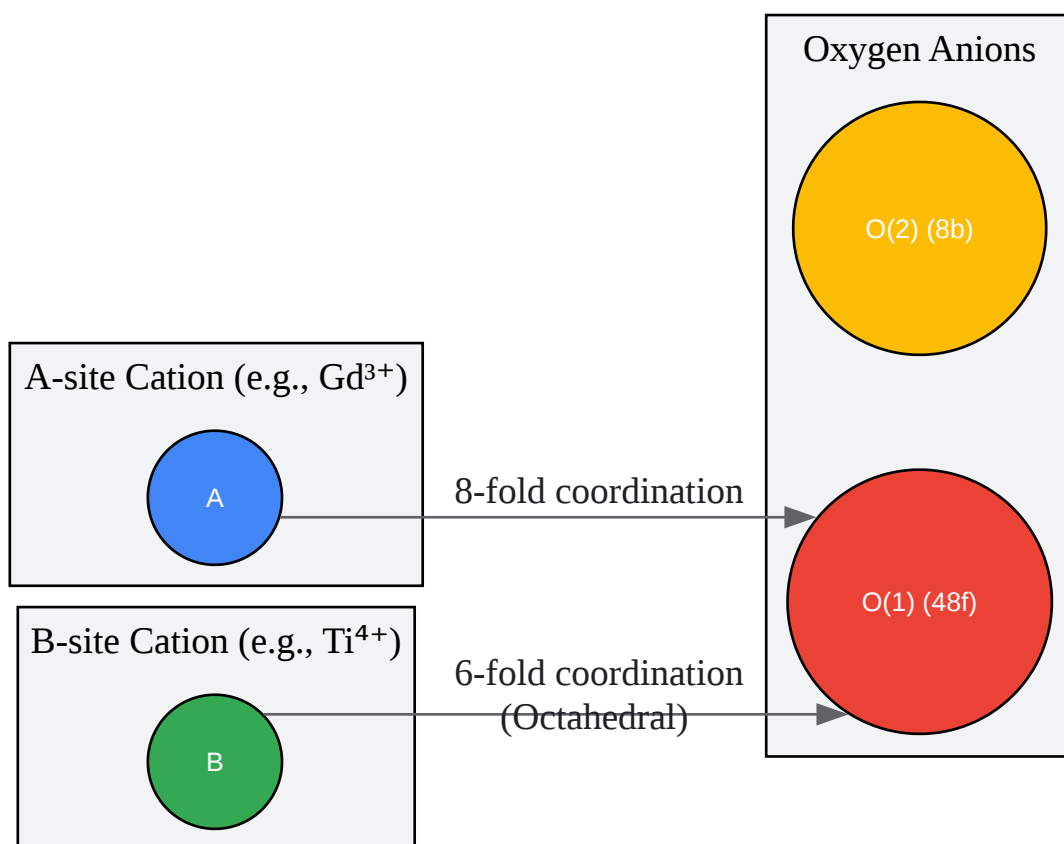 Oxygen Anions
O(2) (8b)
A-site Cation (e.g., Gd³⁺)
A
8-fold coordination
O(1) (48f)
B-site Cation (e.g., Ti⁴⁺)
6-fold coordination
(Octahedral)
B